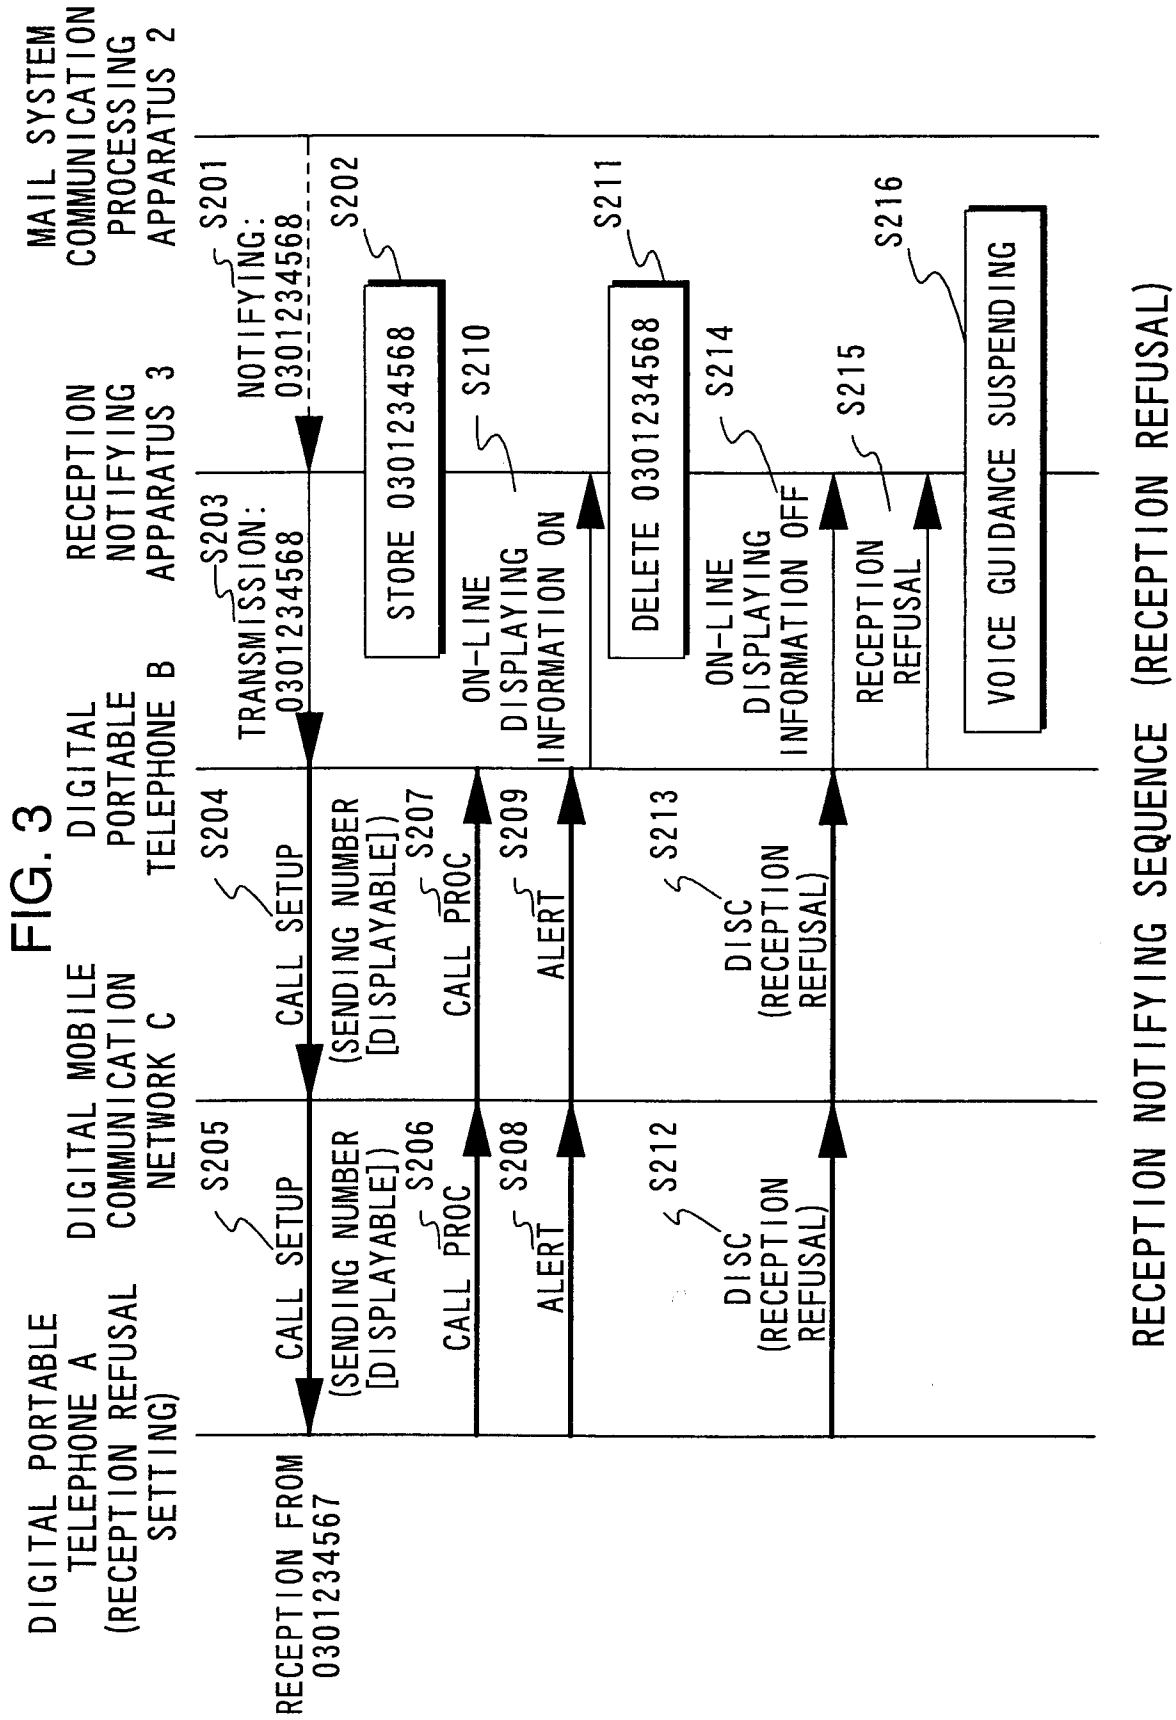 FIG. 3
DIGITAL PORTABLE
TELEPHONE A
(RECEPTION REFUSAL
SETTING)
DIGITAL MOBILE
COMMUNICATION
NETWORK C
DIGITAL
PORTABLE
TELEPHONE B
RECEPTION
NOTIFYING
APPARATUS 3
MAIL SYSTEM
COMMUNICATION
PROCESSING
APPARATUS 2
S201
NOTIFYING:
0301234568
S202
STORE 0301234568
S203
TRANSMISSION:
0301234568
S204
CALL SETUP
(SENDING NUMBER
[DISPLAYABLE])
S205
CALL SETUP
(SENDING NUMBER
[DISPLAYABLE])
RECEPTION FROM
0301234567
S206
CALL PROC
S207
CALL PROC
S208
ALERT
S209
ALERT
S210
ON-LINE
DISPLAYING
INFORMATION ON
S211
DELETE 0301234568
S212
DISC
(RECEPTION
REFUSAL)
S213
DISC
(RECEPTION
REFUSAL)
S214
ON-LINE
DISPLAYING
INFORMATION OFF
S215
RECEPTION
REFUSAL
S216
VOICE GUIDANCE SUSPENDING
RECEPTION NOTIFYING SEQUENCE (RECEPTION REFUSAL)